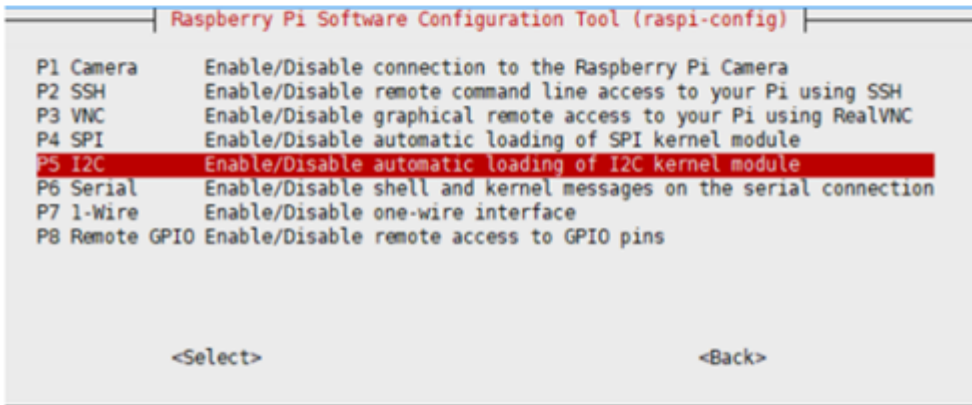 Raspberry Pi Software Configuration Tool (raspi-config)
P1 Camera Enable/Disable connection to the Raspberry Pi Camera
P2 SSH Enable/Disable remote command line access to your Pi using SSH
P3 VNC Enable/Disable graphical remote access to your Pi using RealVNC
P4 SPI Enable/Disable automatic loading of SPI kernel module
P5 I2C Enable/Disable automatic loading of I2C kernel module
P6 Serial Enable/Disable shell and kernel messages on the serial connection
P7 1-Wire Enable/Disable one-wire interface
P8 Remote GPIO Enable/Disable remote access to GPIO pins
<Select> <Back>